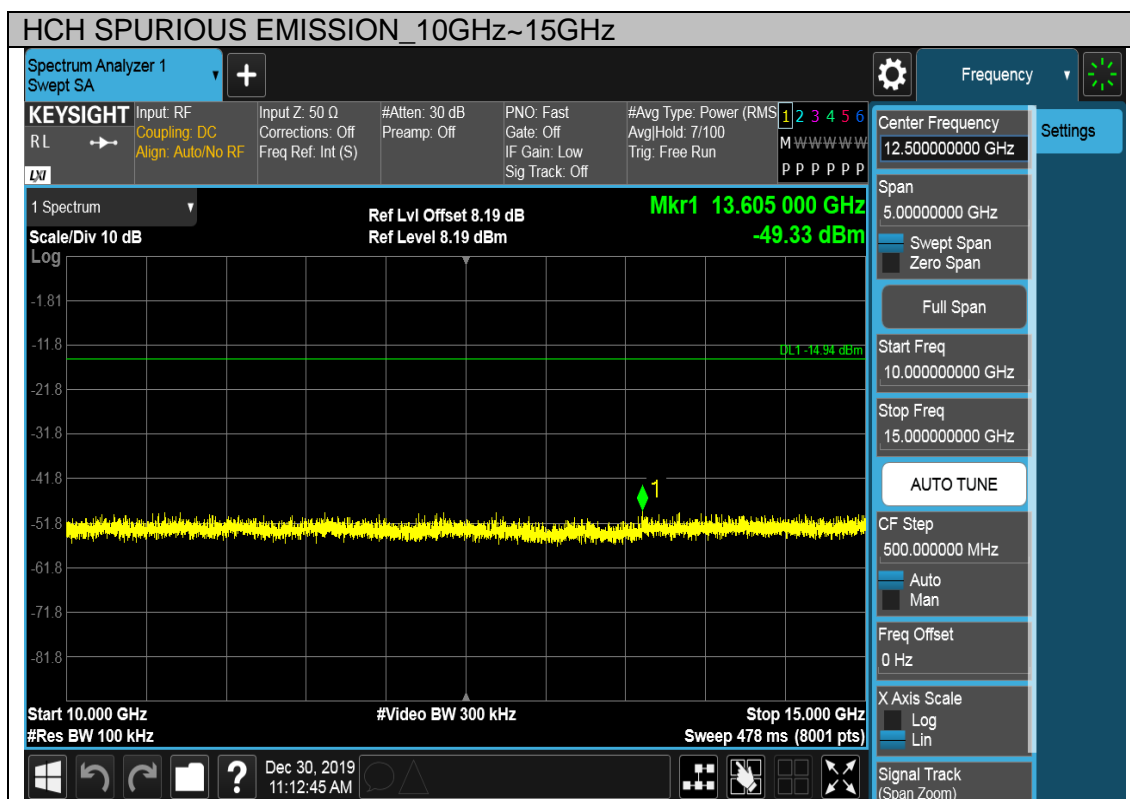 HCH SPURIOUS EMISSION_10GHz~15GHz
Spectrum Analyzer 1
Swept SA
+
Frequency
KEYSIGHT
RL
LXI
Input: RF
Coupling: DC
Align: Auto/No RF
Input Z: 50 Ω
Corrections: Off
Freq Ref: Int (S)
#Atten: 30 dB
Preamp: Off
PNO: Fast
Gate: Off
IF Gain: Low
Sig Track: Off
#Avg Type: Power (RMS
Avg|Hold: 7/100
Trig: Free Run
1 2 3 4 5 6
M W W W W W
P P P P P P
Center Frequency
12.500000000 GHz
Settings
Span
5.00000000 GHz
Swept Span
Zero Span
Full Span
Start Freq
10.000000000 GHz
Stop Freq
15.000000000 GHz
AUTO TUNE
CF Step
500.000000 MHz
Auto
Man
Freq Offset
0 Hz
X Axis Scale
Log
Lin
Signal Track
(Span Zoom)
1 Spectrum
Scale/Div 10 dB
Log
Ref Lvl Offset 8.19 dB
Ref Level 8.19 dBm
Mkr1 13.605 000 GHz
-49.33 dBm
-1.81
-11.8
DL1 -14.94 dBm
-21.8
-31.8
-41.8
1
-51.8
-61.8
-71.8
-81.8
Start 10.000 GHz
#Res BW 100 kHz
#Video BW 300 kHz
Stop 15.000 GHz
Sweep 478 ms (8001 pts)
?
Dec 30, 2019
11:12:45 AM